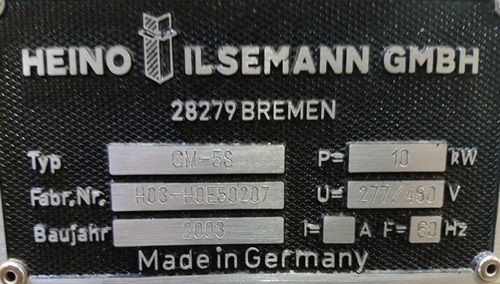 HEINO ILSEMANN GMBH
28279 BREMEN
Typ CM-5S P= 10 kW
Fabr.Nr. H03-H0E50207 U= 277/480 V
Baujahr 2003 I= A F= 60 Hz
Made in Germany